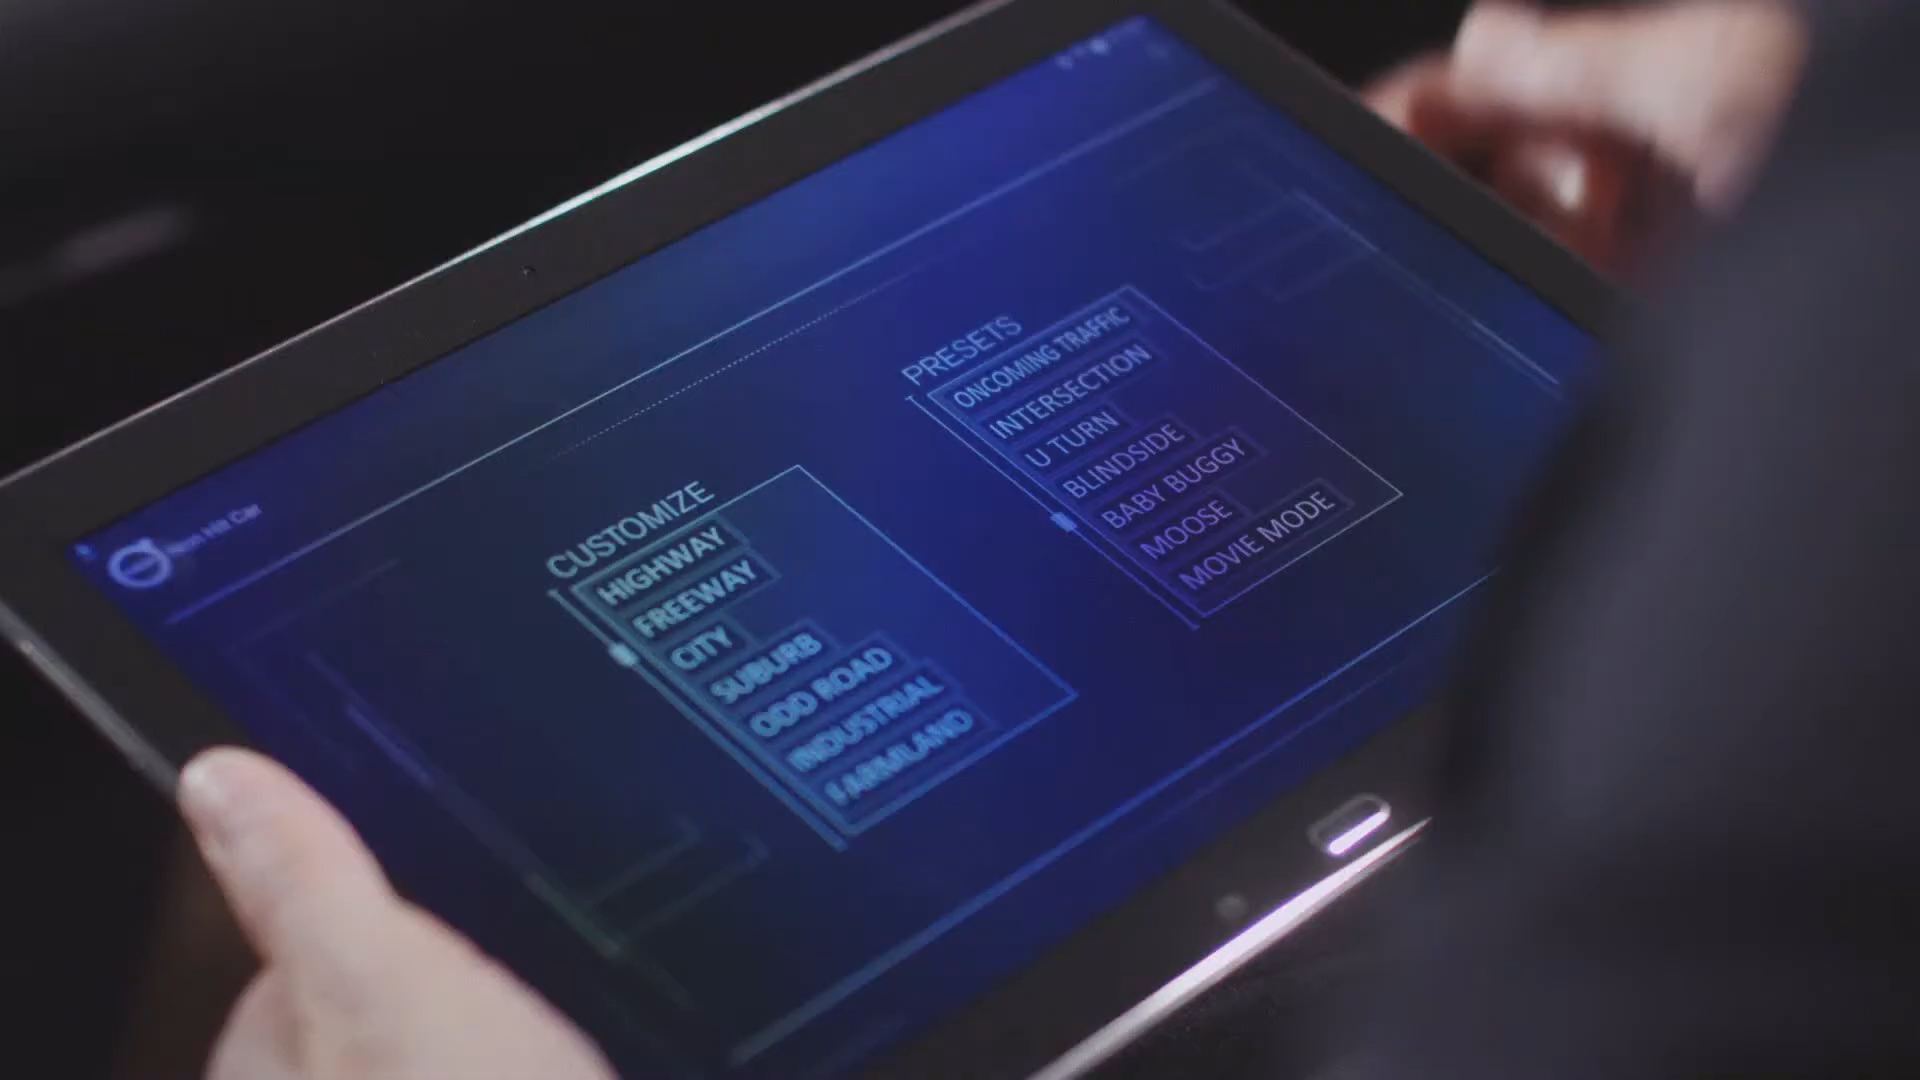 CUSTOMIZE
HIGHWAY
FREEWAY
CITY
SUBURB
ODD ROAD
INDUSTRIAL
FARMLAND
PRESETS
ONCOMING TRAFFIC
INTERSECTION
U TURN
BLINDSIDE
BABY BUGGY
MOOSE
MOVIE MODE